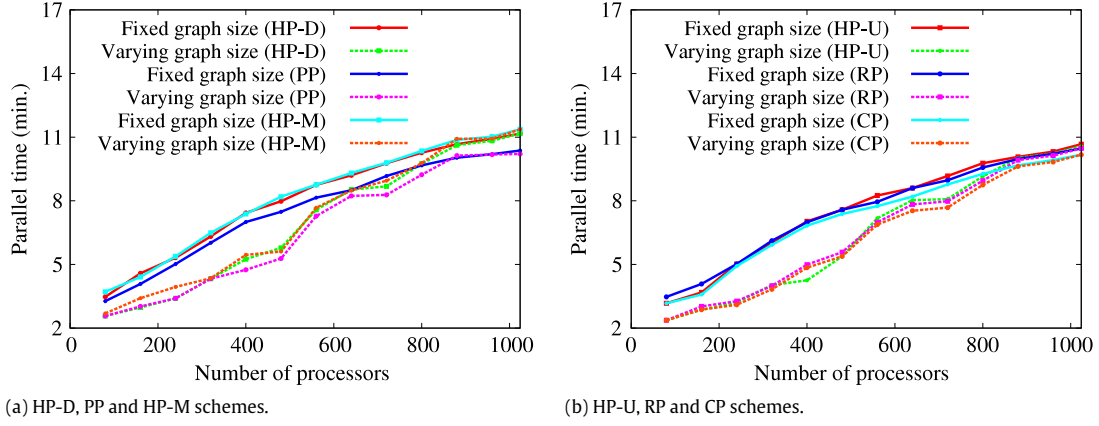 17
14
11
8
5
2
0
200
400
600
800
1000
Parallel time (min.)
Number of processors
Fixed graph size (HP-D)
Varying graph size (HP-D)
Fixed graph size (PP)
Varying graph size (PP)
Fixed graph size (HP-M)
Varying graph size (HP-M)
(a) HP-D, PP and HP-M schemes.
17
14
11
8
5
2
0
200
400
600
800
1000
Parallel time (min.)
Number of processors
Fixed graph size (HP-U)
Varying graph size (HP-U)
Fixed graph size (RP)
Varying graph size (RP)
Fixed graph size (CP)
Varying graph size (CP)
(b) HP-U, RP and CP schemes.